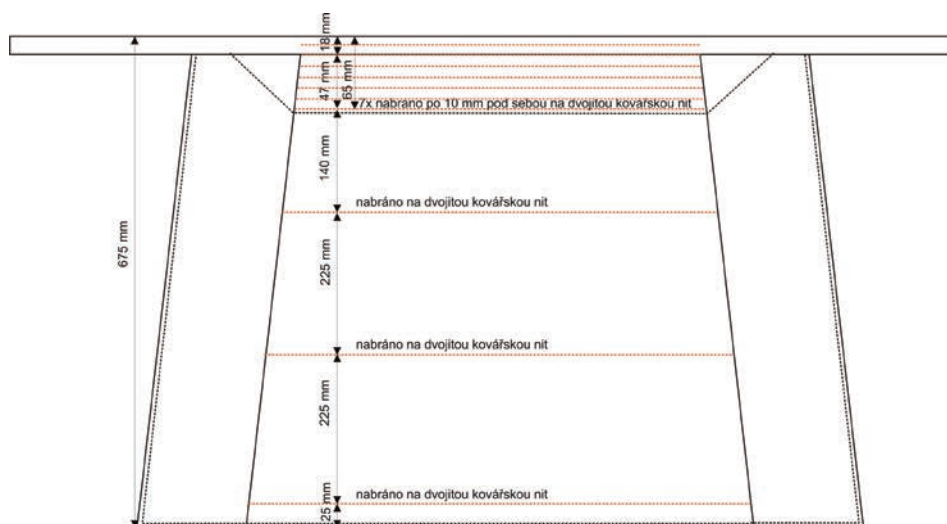 18 mm
47 mm
65 mm
7x nabráno po 10 mm pod sebou na dvojitou kovářskou nit
140 mm
nabráno na dvojitou kovářskou nit
675 mm
225 mm
nabráno na dvojitou kovářskou nit
225 mm
nabráno na dvojitou kovářskou nit
25 mm